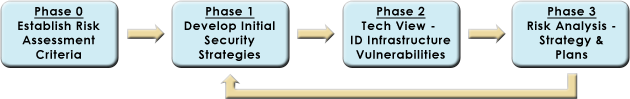 Phase 0
Establish Risk
Assessment
Criteria
Phase 1
Develop Initial
Security
Strategies
Phase 2
Tech View -
ID Infrastructure
Vulnerabilities
Phase 3
Risk Analysis -
Strategy &
Plans